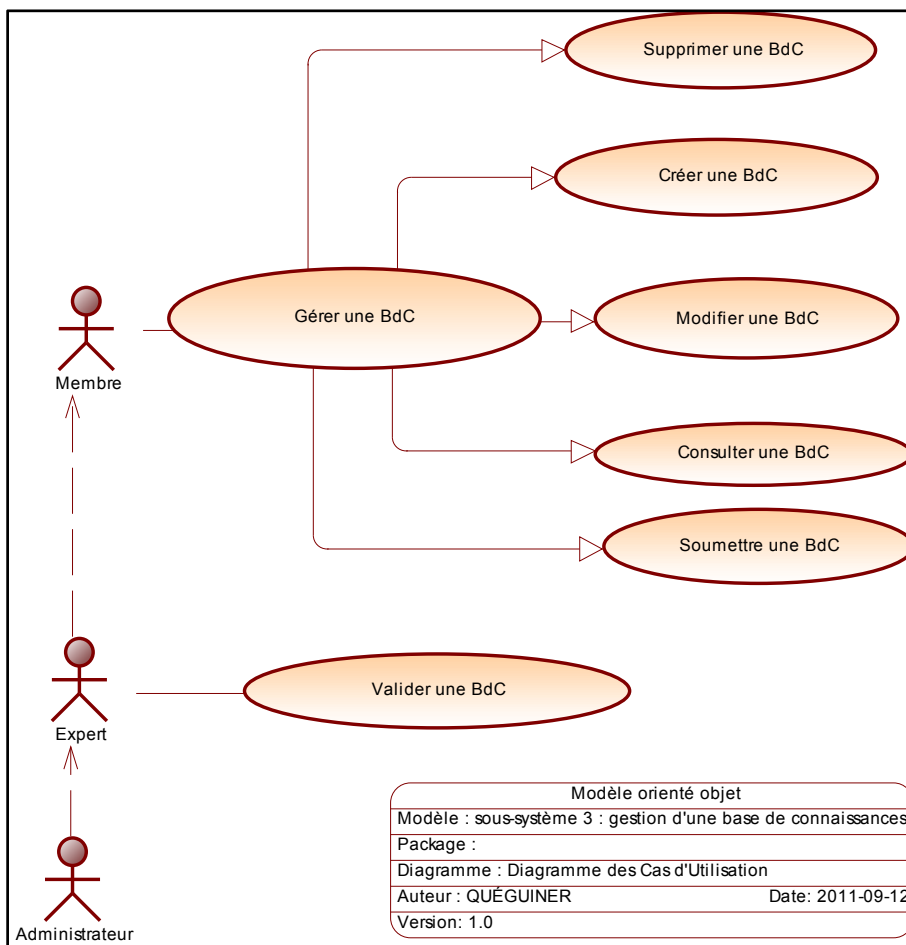 Supprimer une BdC
Créer une BdC
Gérer une BdC
Modifier une BdC
Membre
Consulter une BdC
Soumettre une BdC
Valider une BdC
Expert
Modèle orienté objet
Modèle : sous-système 3 : gestion d'une base de connaissances
Package :
Diagramme : Diagramme des Cas d'Utilisation
Auteur : QUÉGUINER Date: 2011-09-12
Version: 1.0
Administrateur